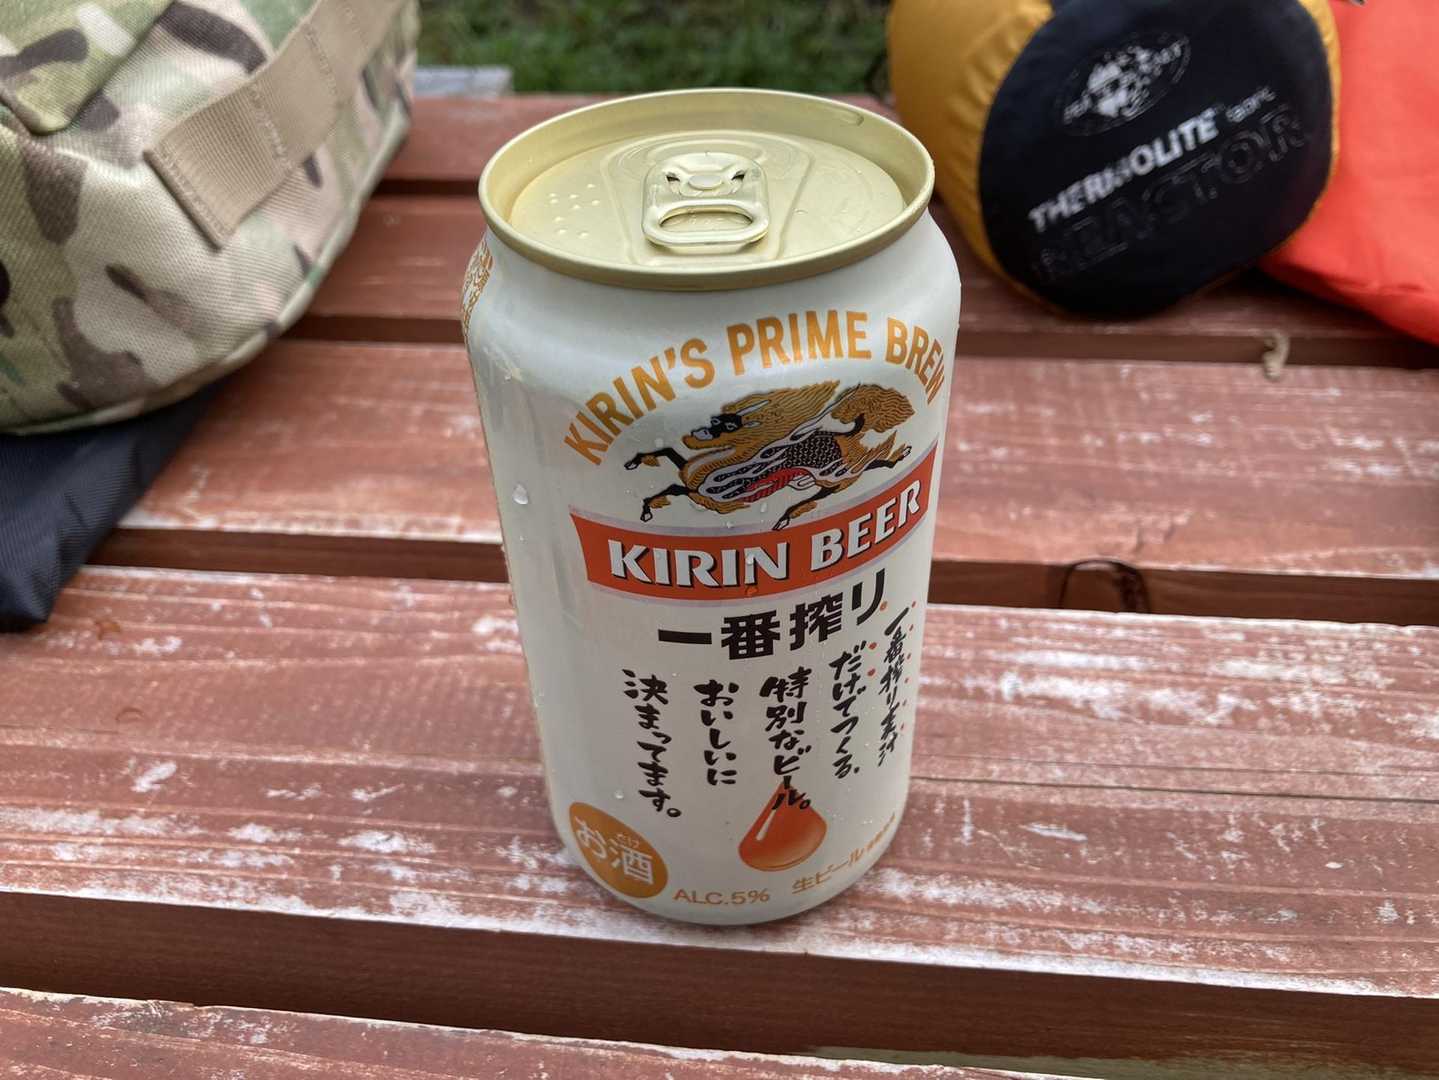 KIRIN'S PRIME BREW
KIRIN BEER
一番搾り
一番搾り麦汁
だけでつくる、
特別なビール。
おいしいに
決まってます。
お酒
ALC.5%
生ビール
THERMOLITE
REACTOR